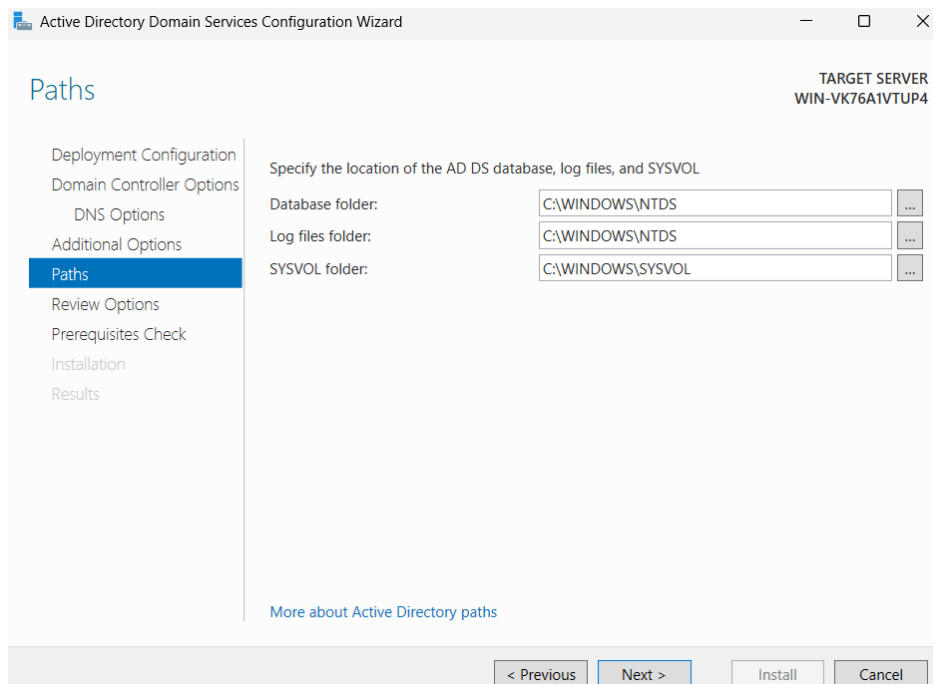 Active Directory Domain Services Configuration Wizard
Paths
TARGET SERVER
WIN-VK76A1VTUP4
Deployment Configuration
Domain Controller Options
DNS Options
Additional Options
Paths
Review Options
Prerequisites Check
Installation
Results
Specify the location of the AD DS database, log files, and SYSVOL
Database folder: C:\WINDOWS\NTDS ...
Log files folder: C:\WINDOWS\NTDS ...
SYSVOL folder: C:\WINDOWS\SYSVOL ...
More about Active Directory paths
< Previous Next > Install Cancel